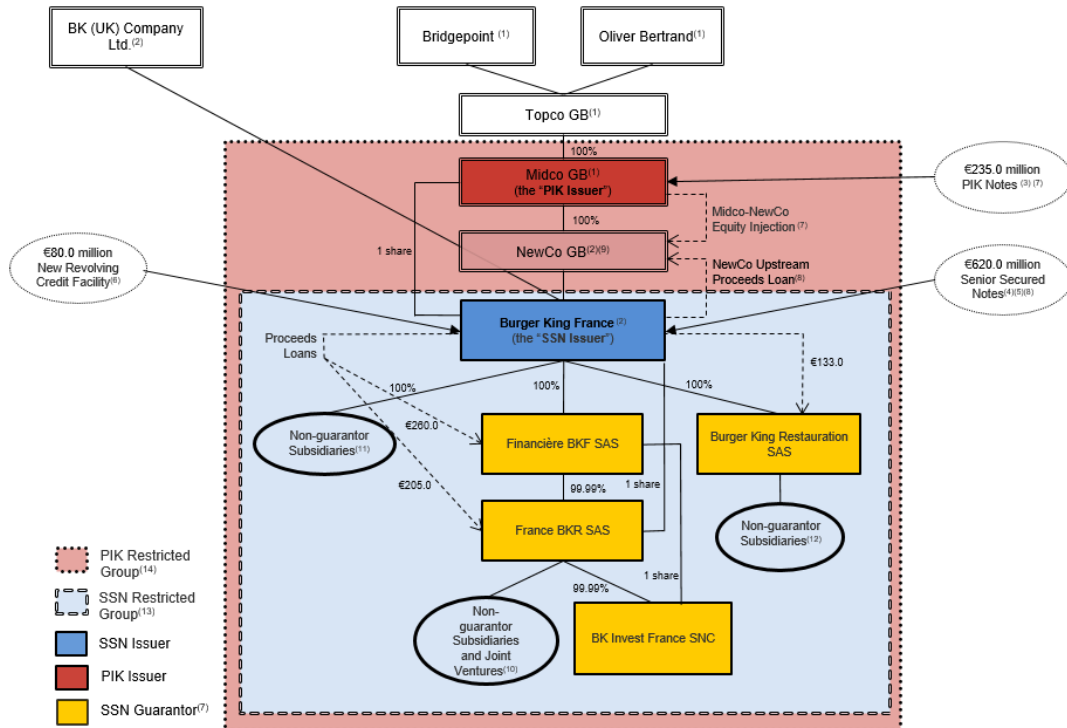 BK (UK) Company
Ltd.(2)
Bridgepoint (1)
Oliver Bertrand(1)
Topco GB(1)
100%
Midco GB(1)
(the “PIK Issuer”)
€235.0 million
PIK Notes (3) (7)
Midco-NewCo
Equity Injection(7)
100%
1 share
NewCo GB(2)(9)
€80.0 million
New Revolving
Credit Facility(6)
NewCo Upstream
Proceeds Loan(8)
€620.0 million
Senior Secured
Notes(4)(5)(8)
Burger King France(2)
(the “SSN Issuer”)
Proceeds
Loans
€133.0
100%
100%
100%
Non-guarantor
Subsidiaries(11)
€260.0
Financière BKF SAS
Burger King Restauration
SAS
€205.0
99.99%
1 share
France BKR SAS
Non-guarantor
Subsidiaries(12)
99.99%
1 share
Non-
guarantor
Subsidiaries
and Joint
Ventures(10)
BK Invest France SNC
PIK Restricted
Group(14)
SSN Restricted
Group(13)
SSN Issuer
PIK Issuer
SSN Guarantor(7)